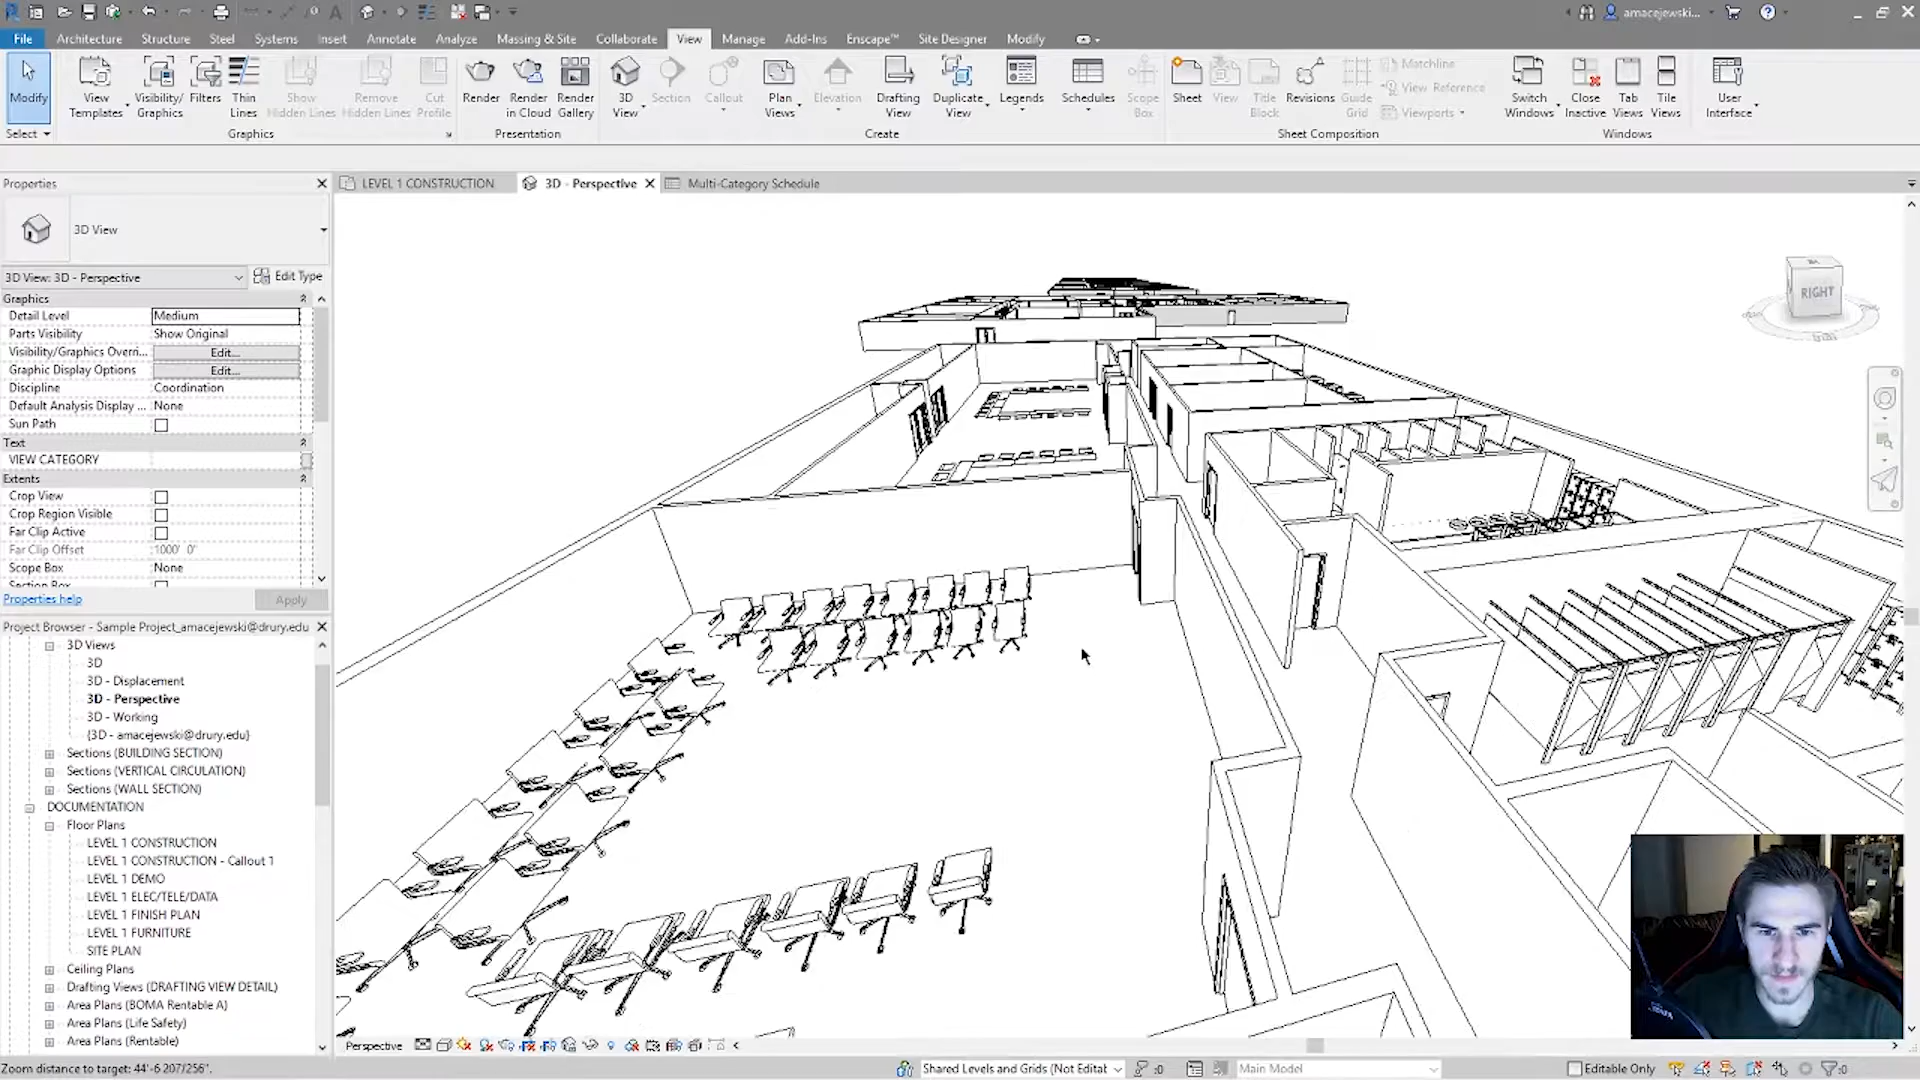 amacejewski...
File Architecture Structure Steel Systems Insert Annotate Analyze Massing & Site Collaborate View Manage Add-Ins Enscape™ Site Designer Modify
Modify
View Templates
Visibility/ Graphics
Filters
Thin Lines
Show Hidden Lines
Remove Hidden Lines
Cut Profile
Render
Render in Cloud
Render Gallery
3D View
Section
Callout
Plan Views
Elevation
Drafting View
Duplicate View
Legends
Schedules
Scope Box
Sheet
View
Title Block
Revisions
Guide Grid
Matchline
View Reference
Viewports
Switch Windows
Close Inactive
Tab Views
Tile Views
User Interface
Select Graphics Presentation Create Sheet Composition Windows
Properties
LEVEL 1 CONSTRUCTION 3D - Perspective Multi-Category Schedule
3D View
3D View: 3D - Perspective Edit Type
Graphics
Detail Level Medium
Parts Visibility Show Original
Visibility/Graphics Overri... Edit...
Graphic Display Options Edit...
Discipline Coordination
Default Analysis Display ... None
Sun Path
Text
VIEW CATEGORY
Extents
Crop View
Crop Region Visible
Far Clip Active
Far Clip Offset 1000' 0"
Scope Box None
Section Box
Properties help Apply
RIGHT
Project Browser - Sample Project_amacejewski@drury.edu
3D Views
3D
3D - Displacement
3D - Perspective
3D - Working
{3D - amacejewski@drury.edu}
Sections (BUILDING SECTION)
Sections (VERTICAL CIRCULATION)
Sections (WALL SECTION)
DOCUMENTATION
Floor Plans
LEVEL 1 CONSTRUCTION
LEVEL 1 CONSTRUCTION - Callout 1
LEVEL 1 DEMO
LEVEL 1 ELEC/TELE/DATA
LEVEL 1 FINISH PLAN
LEVEL 1 FURNITURE
SITE PLAN
Ceiling Plans
Drafting Views (DRAFTING VIEW DETAIL)
Area Plans (BOMA Rentable A)
Area Plans (Life Safety)
Area Plans (Rentable)
Perspective
Zoom distance to target: 44'-6 207/256".
Shared Levels and Grids (Not Editat
:0
Main Model
Editable Only
:0